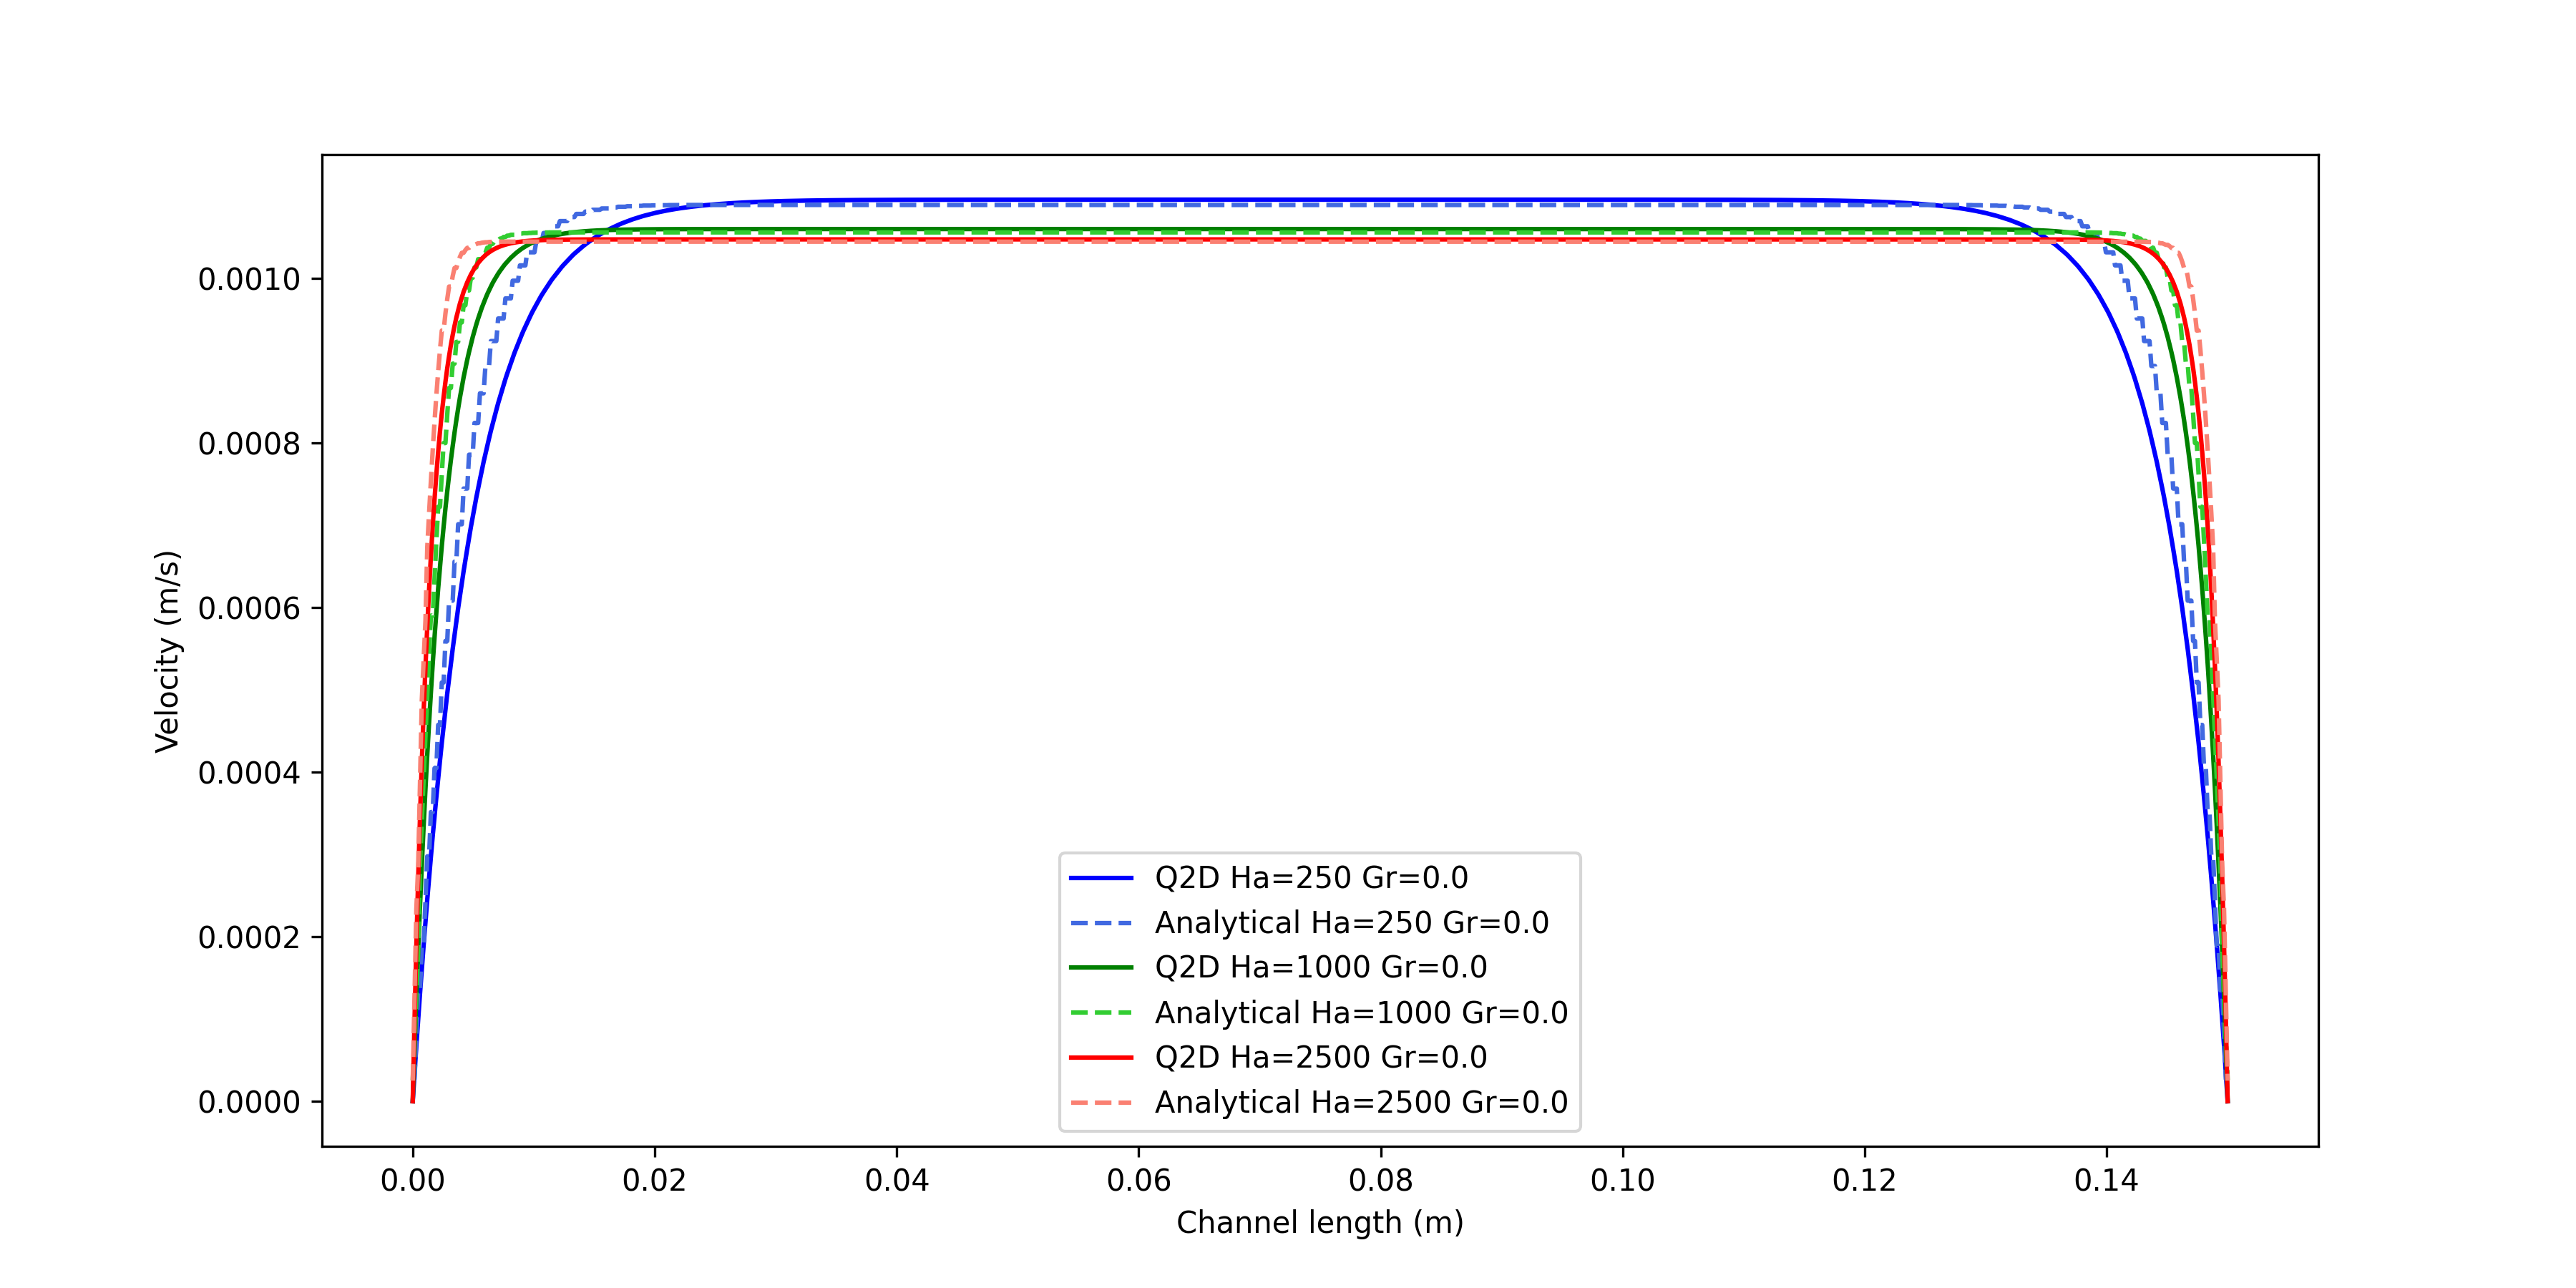 0.0010
0.0008
0.0006
0.0004
0.0002
0.0000
Velocity (m/s)
Q2D Ha=250 Gr=0.0
Analytical Ha=250 Gr=0.0
Q2D Ha=1000 Gr=0.0
Analytical Ha=1000 Gr=0.0
Q2D Ha=2500 Gr=0.0
Analytical Ha=2500 Gr=0.0
0.00 0.02 0.04 0.06 0.08 0.10 0.12 0.14
Channel length (m)